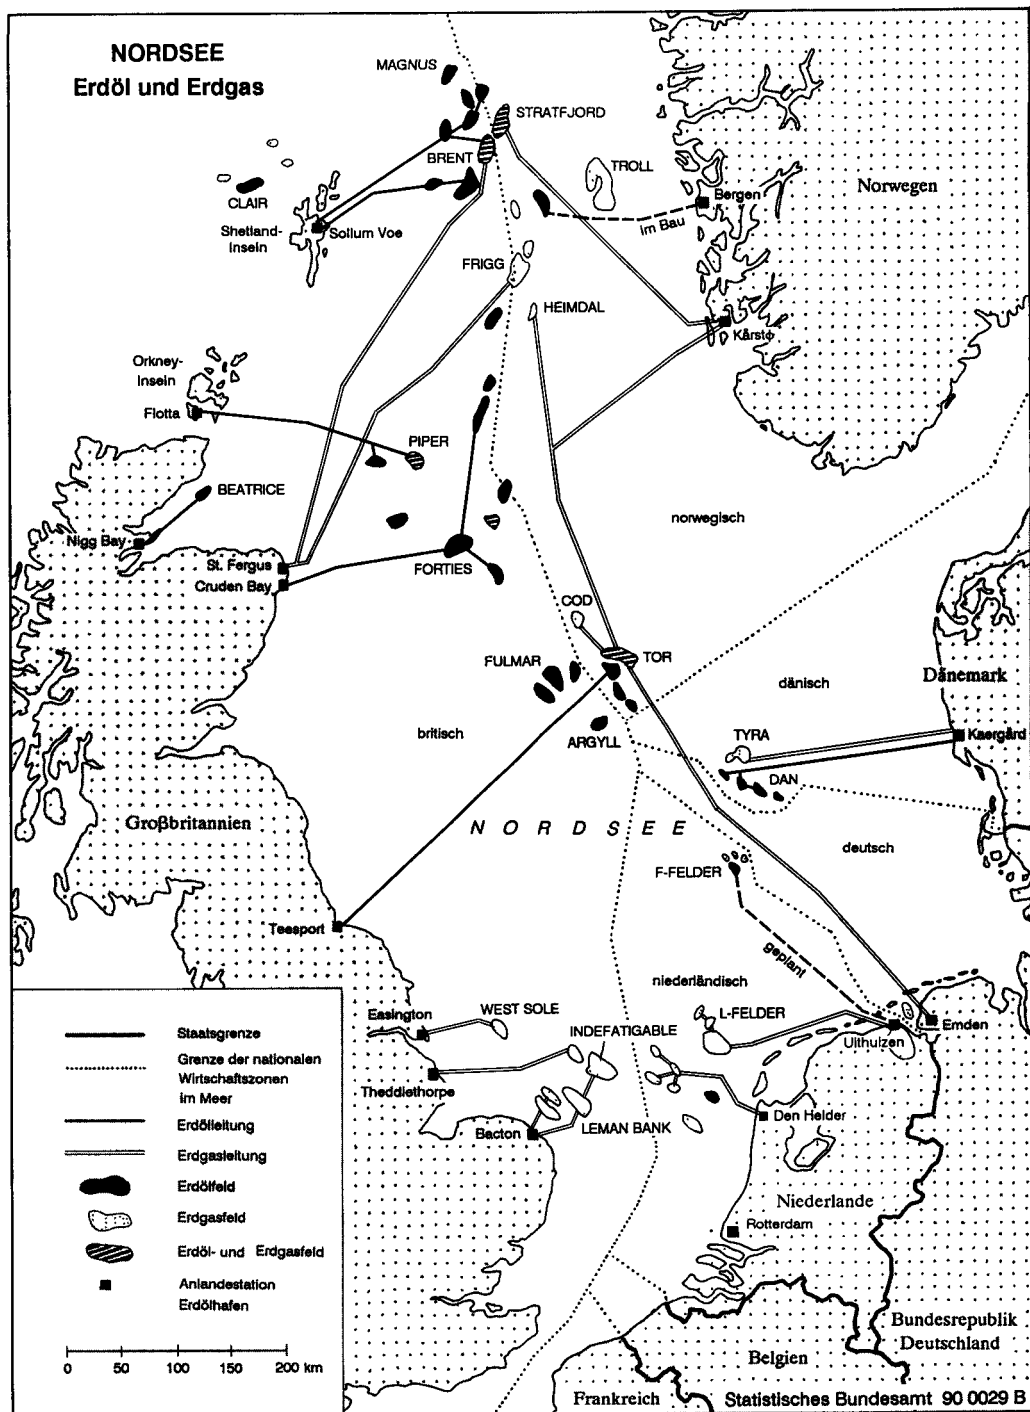 NORDSEE
Erdöl und Erdgas
MAGNUS
STRATFJORD
BRENT
TROLL
Norwegen
CLAIR
Bergen
Shetland-
Inseln
Sollum Voe
im Bau
FRIGG
HEIMDAL
Kårstø
Orkney-
Inseln
Flotta
PIPER
BEATRICE
norwegisch
Nigg Bay
St. Fergus
Cruden Bay
FORTIES
COD
FULMAR
TOR
Dänemark
dänisch
ARGYLL
britisch
TYRA
Kaergård
DAN
Großbritannien
NORDSEE
deutsch
F-FELDER
Teesport
geplant
niederländisch
Easington
WEST SOLE
L-FELDER
INDEFATIGABLE
Emden
Uithuizen
Theddlethorpe
Den Helder
Bacton
LEMAN BANK
Niederlande
Rotterdam
Bundesrepublik
Deutschland
Belgien
Frankreich
Staatsgrenze
Grenze der nationalen
Wirtschaftszonen
im Meer
Erdölleitung
Erdgasleitung
Erdölfeld
Erdgasfeld
Erdöl- und Erdgasfeld
Anlandestation
Erdölhafen
0 50 100 150 200 km
Statistisches Bundesamt 90 0029 B